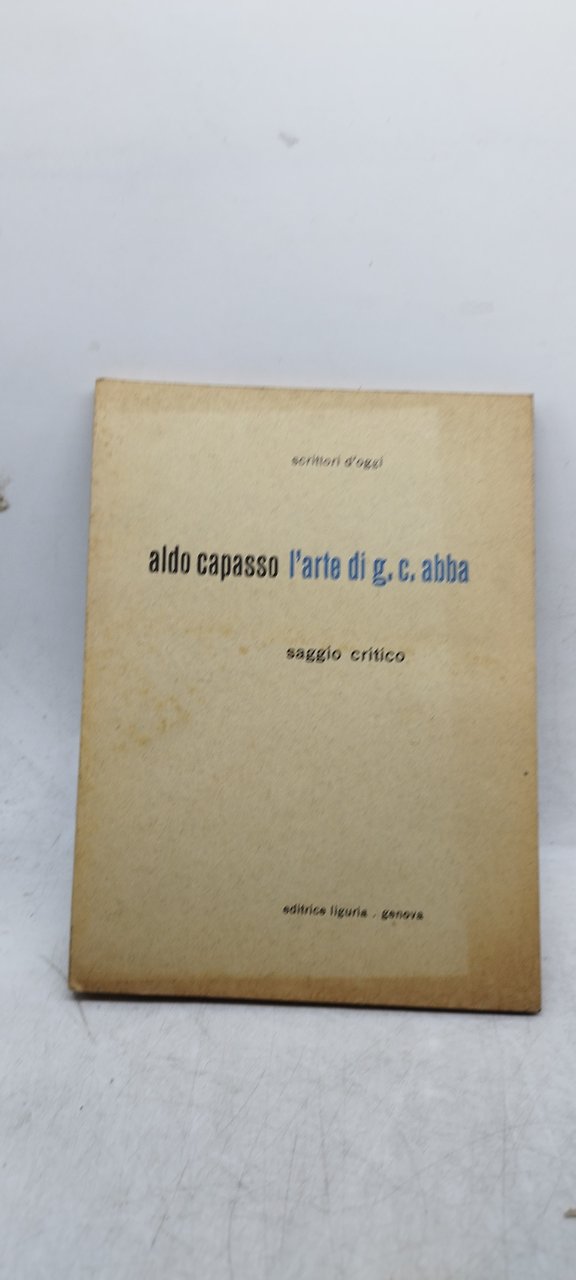 scrittori d'oggi
aldo capasso l'arte di g. c. abba
saggio critico
editrice liguria . genova